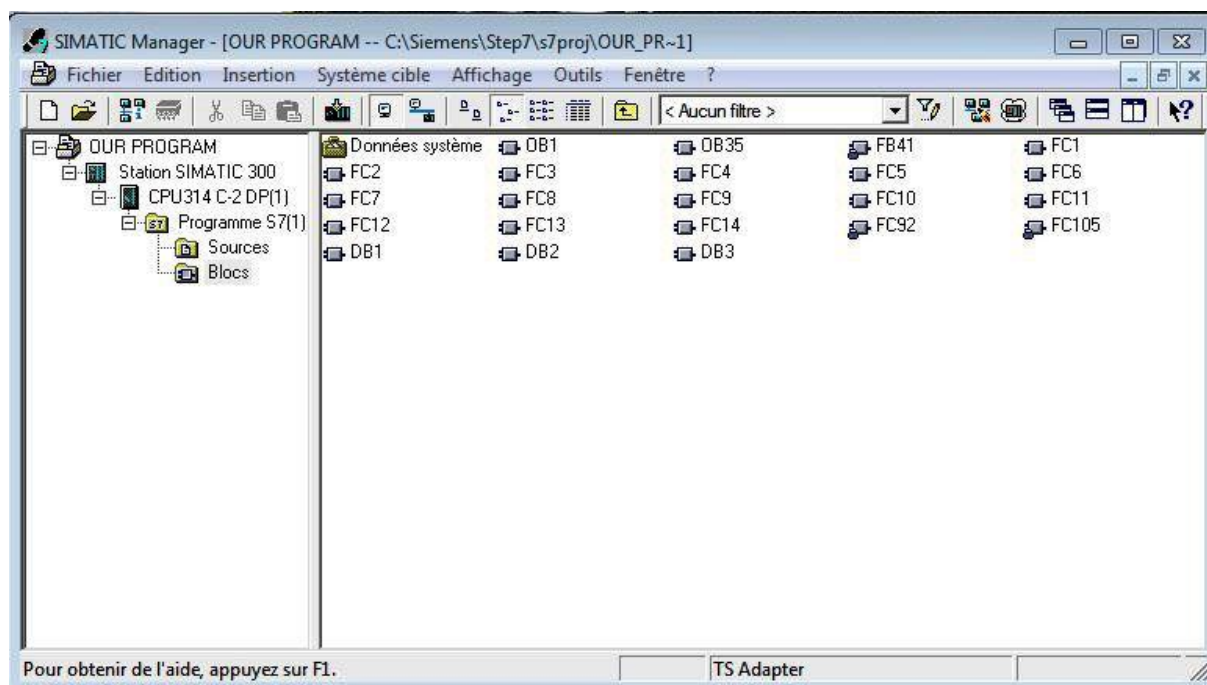 SIMATIC Manager - [OUR PROGRAM -- C:\Siemens\Step7\s7proj\OUR_PR~1]
Fichier Edition Insertion Système cible Affichage Outils Fenêtre ?
< Aucun filtre >
OUR PROGRAM
Station SIMATIC 300
CPU314 C-2 DP(1)
Programme S7(1)
Sources
Blocs
Données système OB1 OB35 FB41 FC1
FC2 FC3 FC4 FC5 FC6
FC7 FC8 FC9 FC10 FC11
FC12 FC13 FC14 FC92 FC105
DB1 DB2 DB3
Pour obtenir de l'aide, appuyez sur F1. TS Adapter